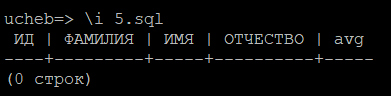 ucheb=> \i 5.sql
 ИД | ФАМИЛИЯ | ИМЯ | ОТЧЕСТВО | avg
----+---------+-----+----------+-----
(0 строк)